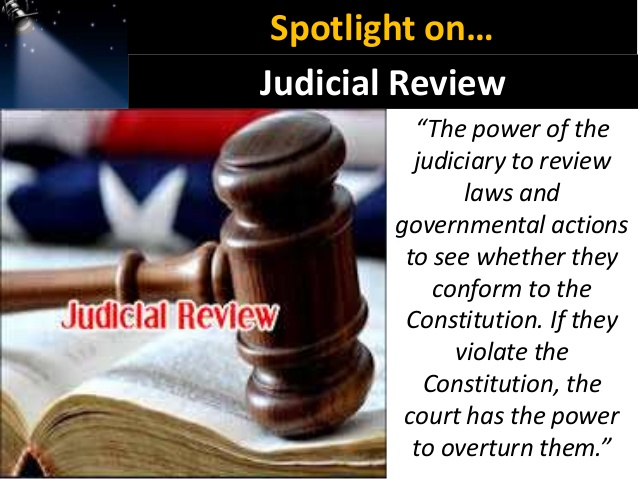 Spotlight on…
Judicial Review
“The power of the
judiciary to review
laws and
governmental actions
to see whether they
conform to the
Constitution. If they
violate the
Constitution, the
court has the power
to overturn them.”
Judicial Review